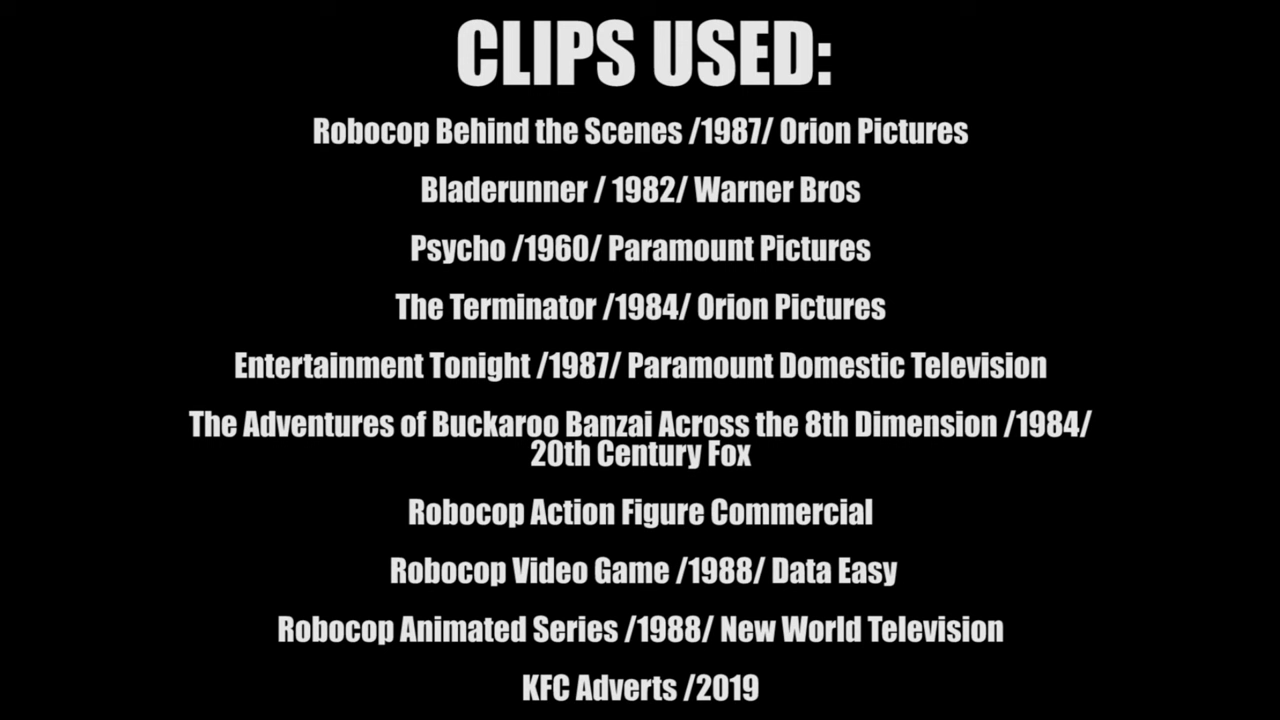 CLIPS USED:
Robocop Behind the Scenes /1987/ Orion Pictures
Bladerunner / 1982/ Warner Bros
Psycho /1960/ Paramount Pictures
The Terminator /1984/ Orion Pictures
Entertainment Tonight /1987/ Paramount Domestic Television
The Adventures of Buckaroo Banzai Across the 8th Dimension /1984/
20th Century Fox
Robocop Action Figure Commercial
Robocop Video Game /1988/ Data Easy
Robocop Animated Series /1988/ New World Television
KFC Adverts /2019